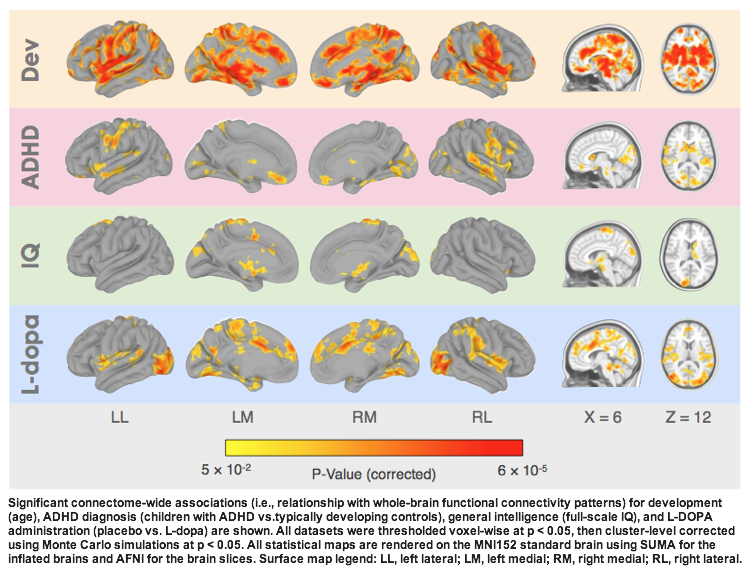 Dev
ADHD
IQ
L-dopa
LL LM RM RL X = 6 Z = 12
5 x 10⁻² P-Value (corrected) 6 x 10⁻⁵
Significant connectome-wide associations (i.e., relationship with whole-brain functional connectivity patterns) for development
(age), ADHD diagnosis (children with ADHD vs.typically developing controls), general intelligence (full-scale IQ), and L-DOPA
administration (placebo vs. L-dopa) are shown. All datasets were thresholded voxel-wise at p < 0.05, then cluster-level corrected
using Monte Carlo simulations at p < 0.05. All statistical maps are rendered on the MNI152 standard brain using SUMA for the
inflated brains and AFNI for the brain slices. Surface map legend: LL, left lateral; LM, left medial; RM, right medial; RL, right lateral.